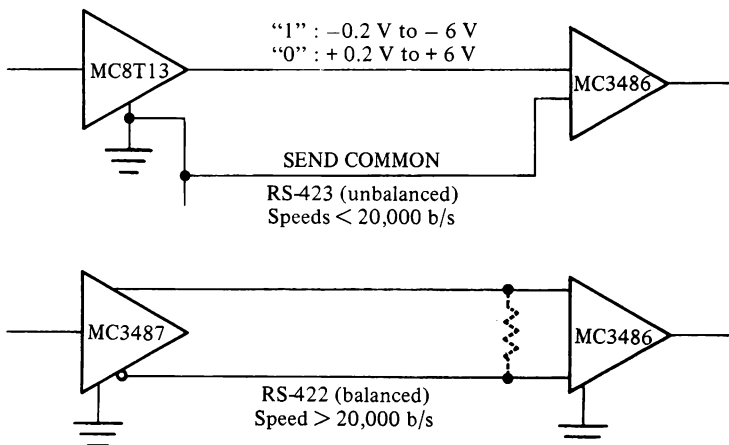 “1” : −0.2 V to − 6 V
“0” : + 0.2 V to + 6 V
MC8T13
MC3486
SEND COMMON
RS-423 (unbalanced)
Speeds < 20,000 b/s
MC3487
MC3486
RS-422 (balanced)
Speed > 20,000 b/s